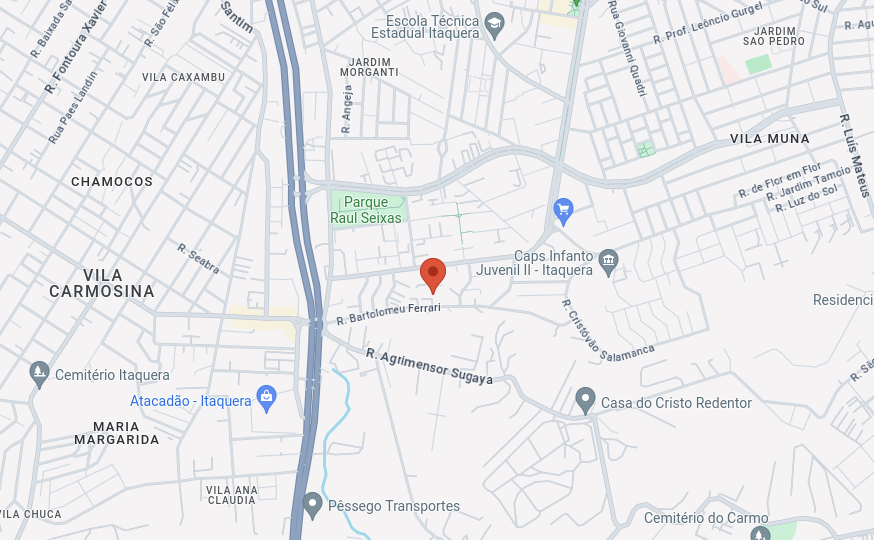 Escola Técnica
Estadual Itaquera
R. Baixada Sa
R. Fontoura Xavier
R. São Feli
Santim
Rua Giovanni Quadri
R. Prof. Leôncio Gurgel
do Sul
R. Agu
JARDIM
SAO PEDRO
JARDIM
MORGANTI
VILA CAXAMBU
Rua Paes Landin
R. Angeja
VILA MUNA
R. Luís Mateus
CHAMOCOS
R. de Flor em Flor
R. Jardim Tamoio
R. Luz do Sol
Parque
Raul Seixas
R. Seabra
Caps Infanto
Juvenil II - Itaquera
VILA
CARMOSINA
Residenci
R. Bartolomeu Ferrari
R. Cristóvão Salamanca
R. Agrimensor Sugaya
R. São
Cemitério Itaquera
Atacadão - Itaquera
Casa do Cristo Redentor
MARIA
MARGARIDA
VILA ANA
CLAUDIA
Pêssego Transportes
VILA CHUCA
Cemitério do Carmo